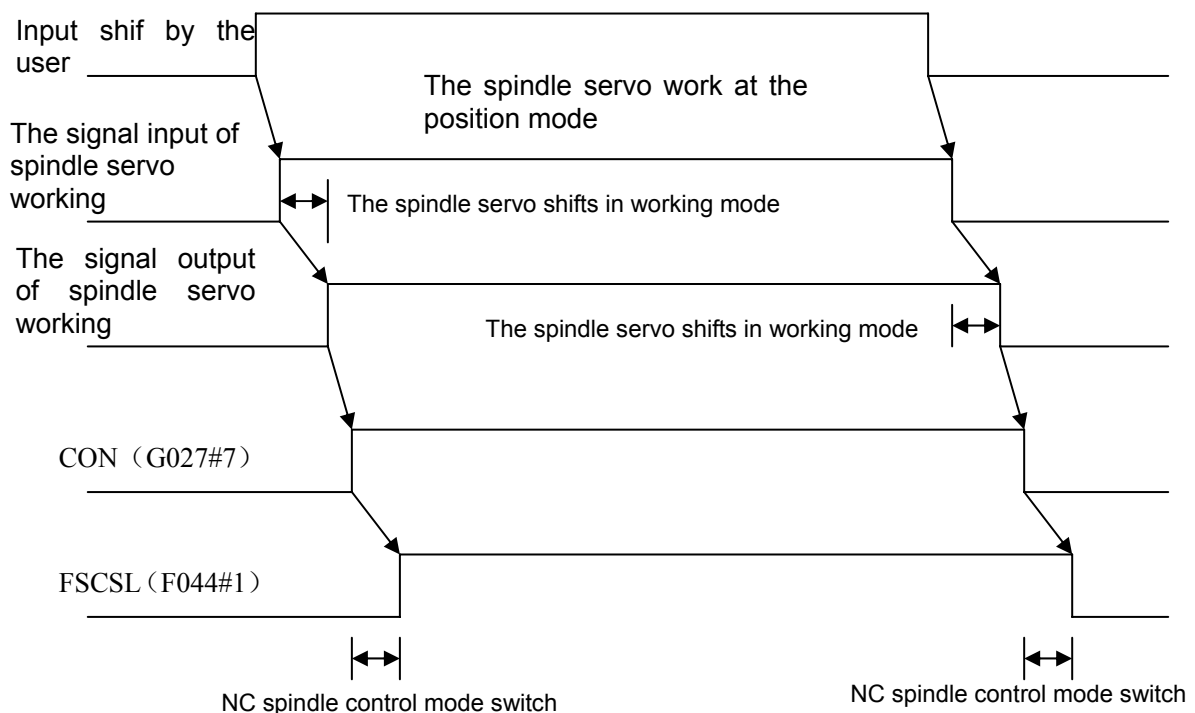 Input shif by the
user
The spindle servo work at the
position mode
The signal input of
spindle servo
working
The spindle servo shifts in working mode
The signal output
of spindle servo
working
The spindle servo shifts in working mode
CON（G027#7）
FSCSL（F044#1）
NC spindle control mode switch
NC spindle control mode switch